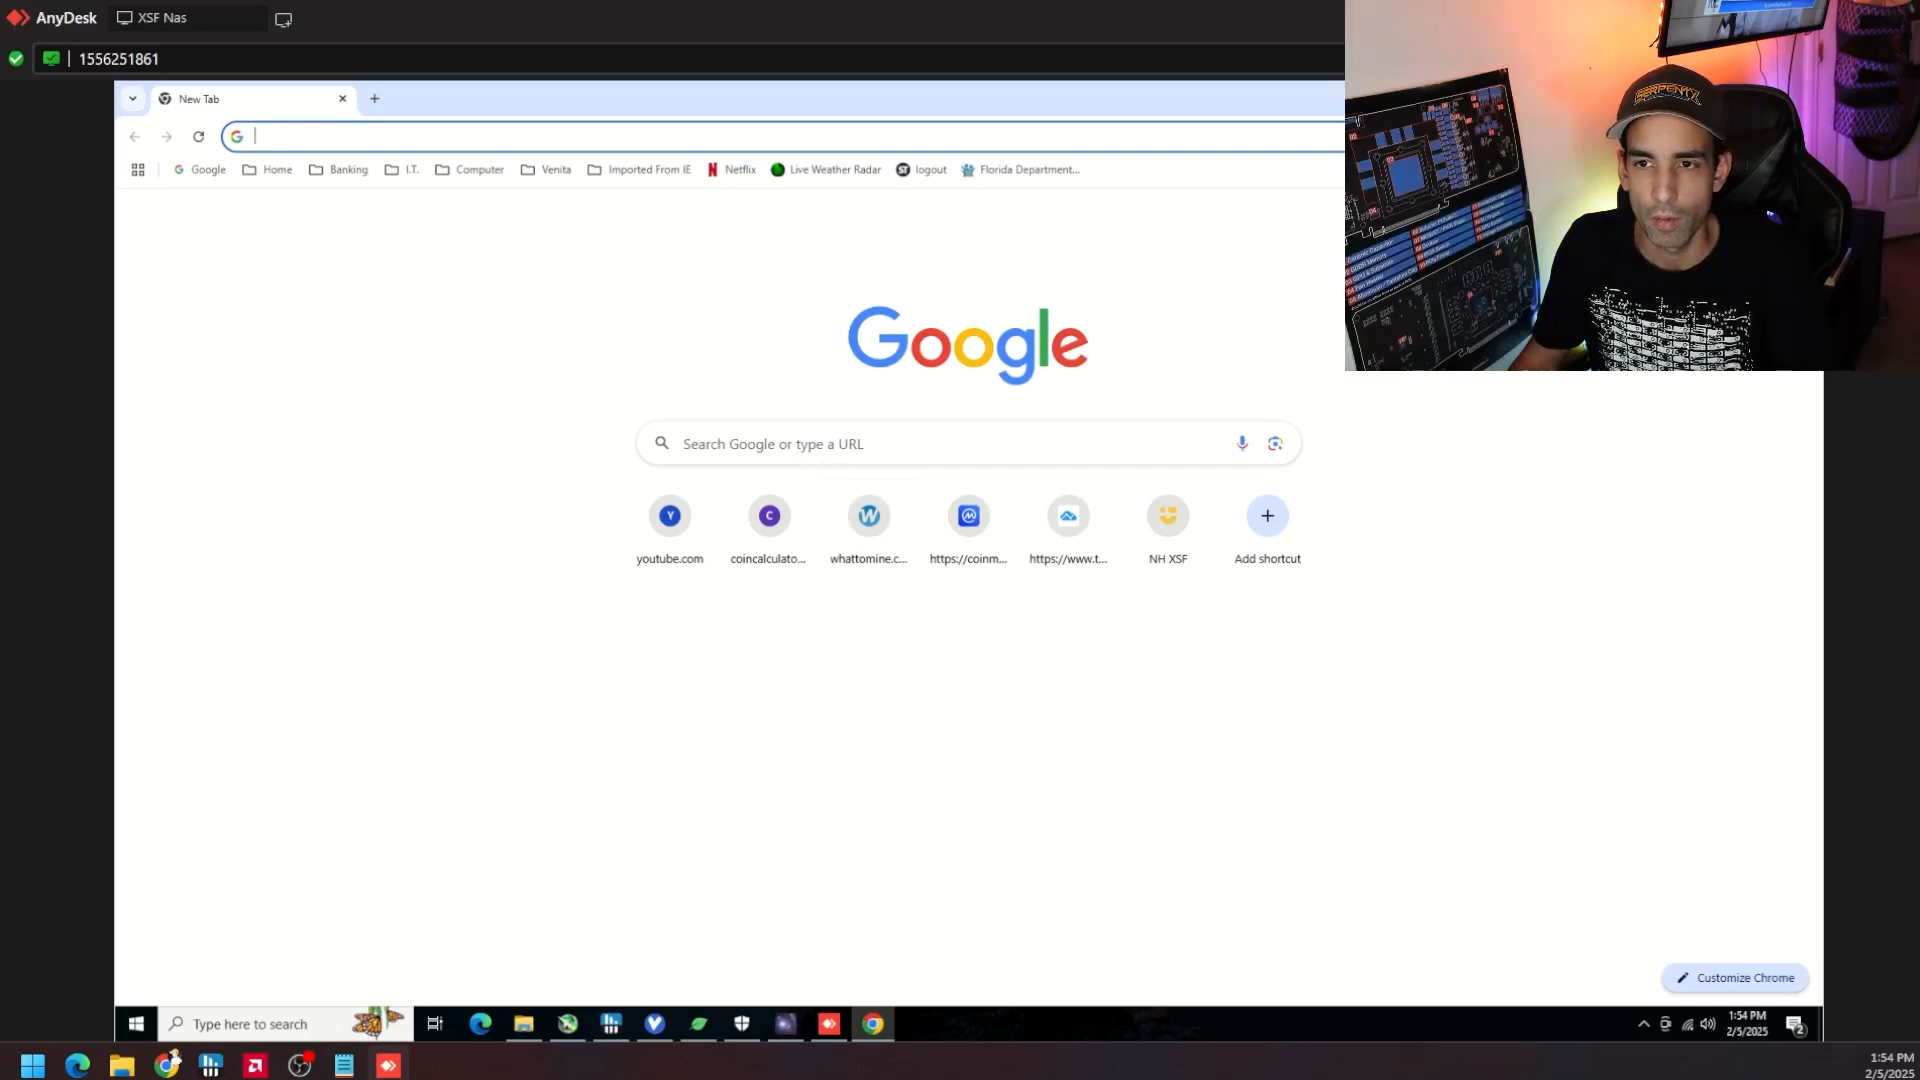 AnyDesk
XSF Nas
1556251861
New Tab
Google
Home
Banking
I.T.
Computer
Venita
Imported From IE
Netflix
Live Weather Radar
logout
Florida Department...
SERPENTX
Google
Search Google or type a URL
youtube.com
coincalculato...
whattomine.c...
https://coinm...
https://www.t...
NH XSF
Add shortcut
Customize Chrome
Type here to search
1:54 PM
2/5/2025
2
1:54 PM
2/5/2025